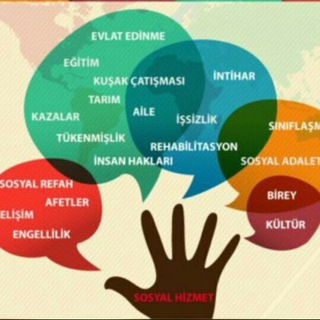 EVLAT EDİNME
EĞİTİM
KUŞAK ÇATIŞMASI
İNTİHAR
TARIM
AİLE
KAZALAR
İŞSİZLİK
SINIFLAŞM
TÜKENMİŞLİK
REHABİLİTASYON
İNSAN HAKLARI
SOSYAL ADALET
SOSYAL REFAH
BİREY
AFETLER
ELİŞİM
KÜLTÜR
ENGELLİLİK
SOSYAL HİZMET